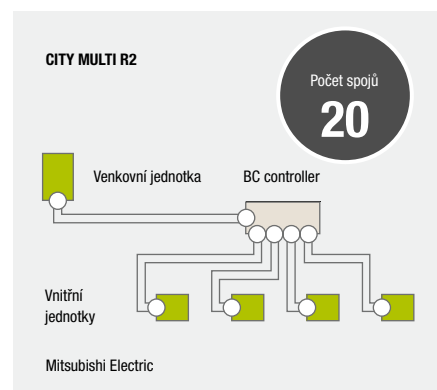 CITY MULTI R2
Počet spojů
20
Venkovní jednotka
BC controller
Vnitřní
jednotky
Mitsubishi Electric